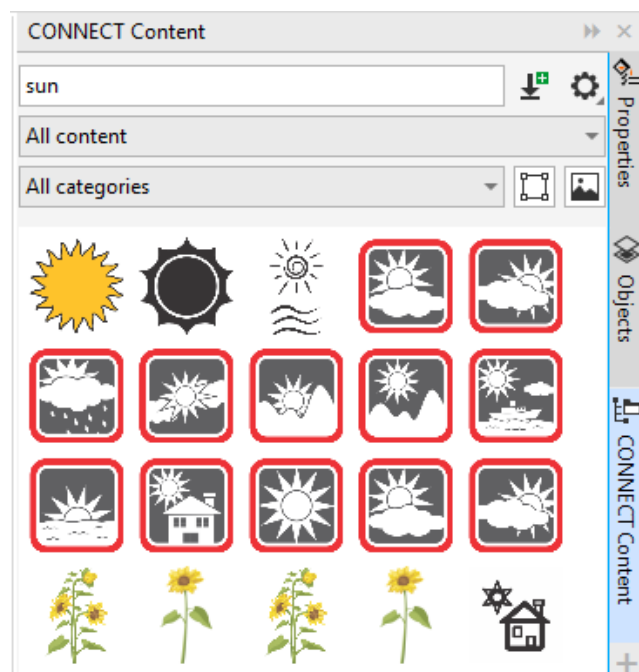 CONNECT Content
sun
All content
All categories
Properties
Objects
CONNECT Content